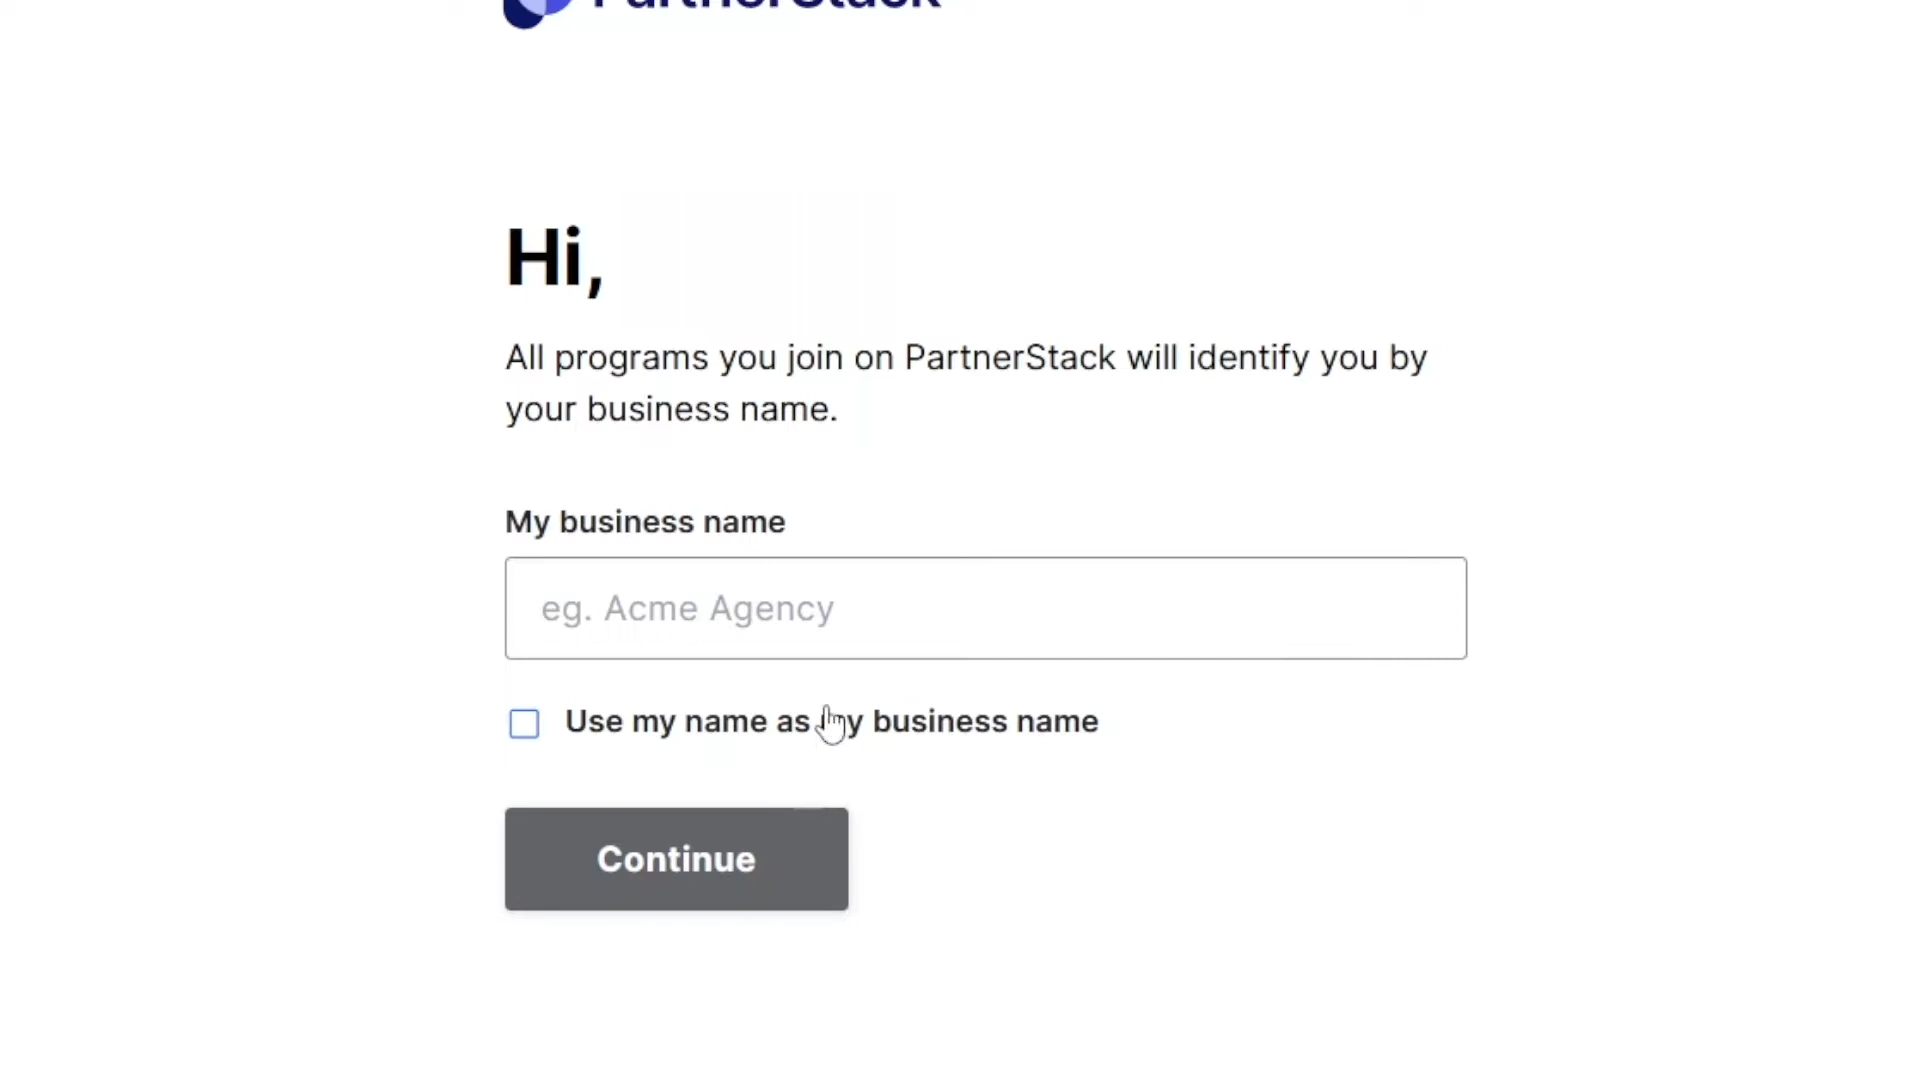 PartnerStack
Hi,
All programs you join on PartnerStack will identify you by
your business name.
My business name
eg. Acme Agency
Use my name as my business name
Continue